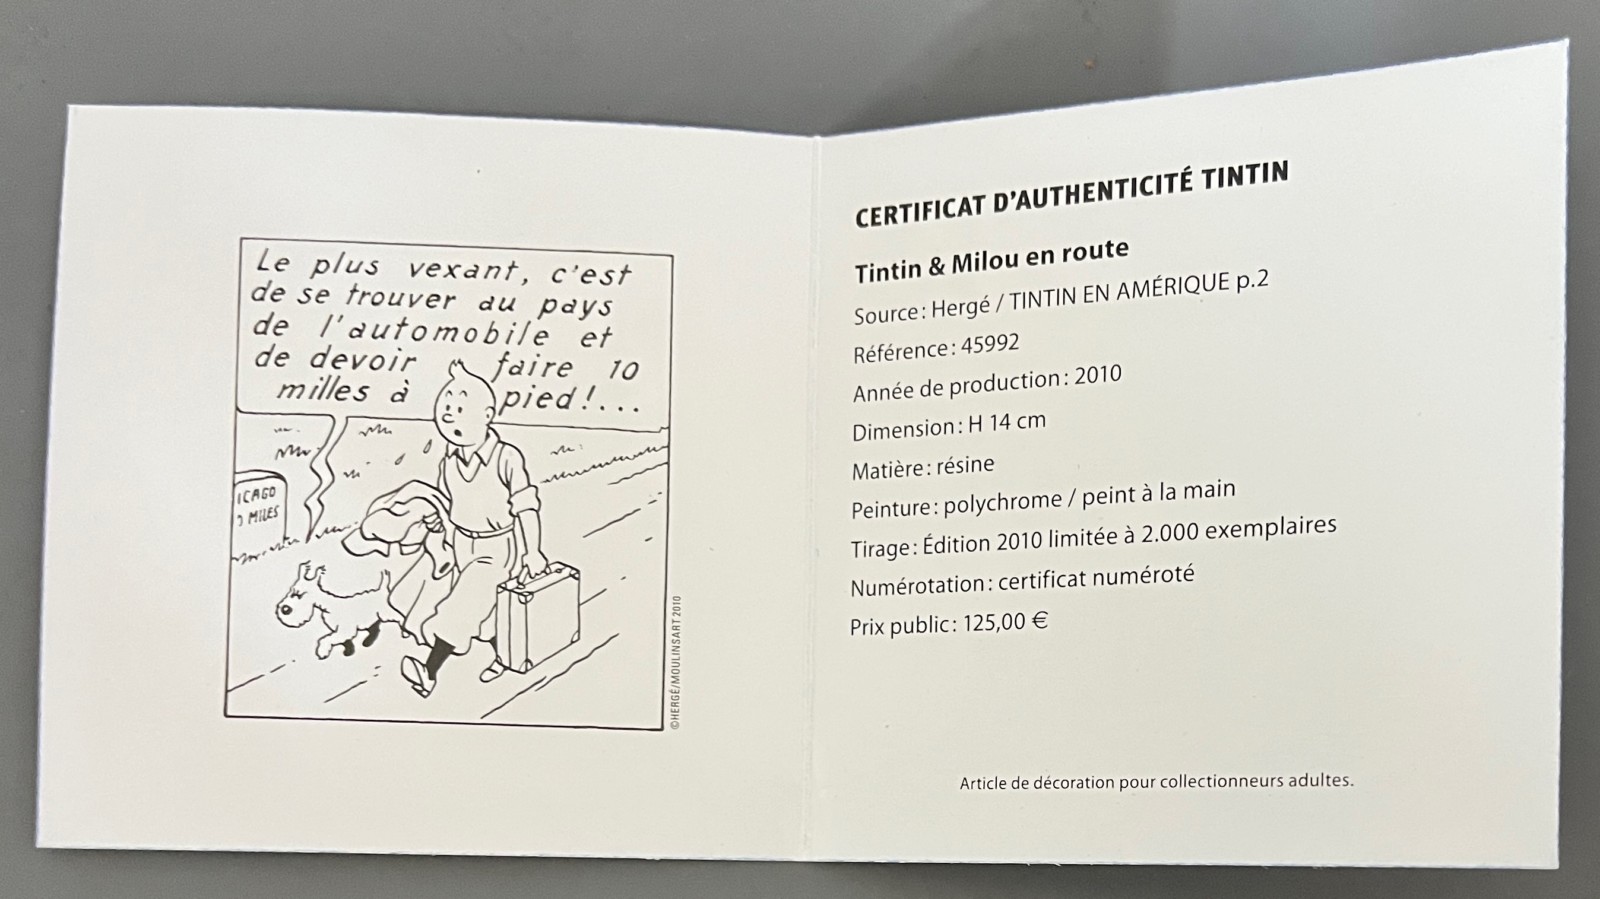 Le plus vexant, c'est
de se trouver au pays
de l'automobile et
de devoir faire 10
milles à pied!...
ICAGO
MILES
©HERGÉ/MOULINSART 2010
CERTIFICAT D'AUTHENTICITÉ TINTIN
Tintin & Milou en route
Source: Hergé / TINTIN EN AMÉRIQUE p.2
Référence: 45992
Année de production: 2010
Dimension: H 14 cm
Matière: résine
Peinture: polychrome / peint à la main
Tirage: Édition 2010 limitée à 2.000 exemplaires
Numérotation: certificat numéroté
Prix public: 125,00 €
Article de décoration pour collectionneurs adultes.